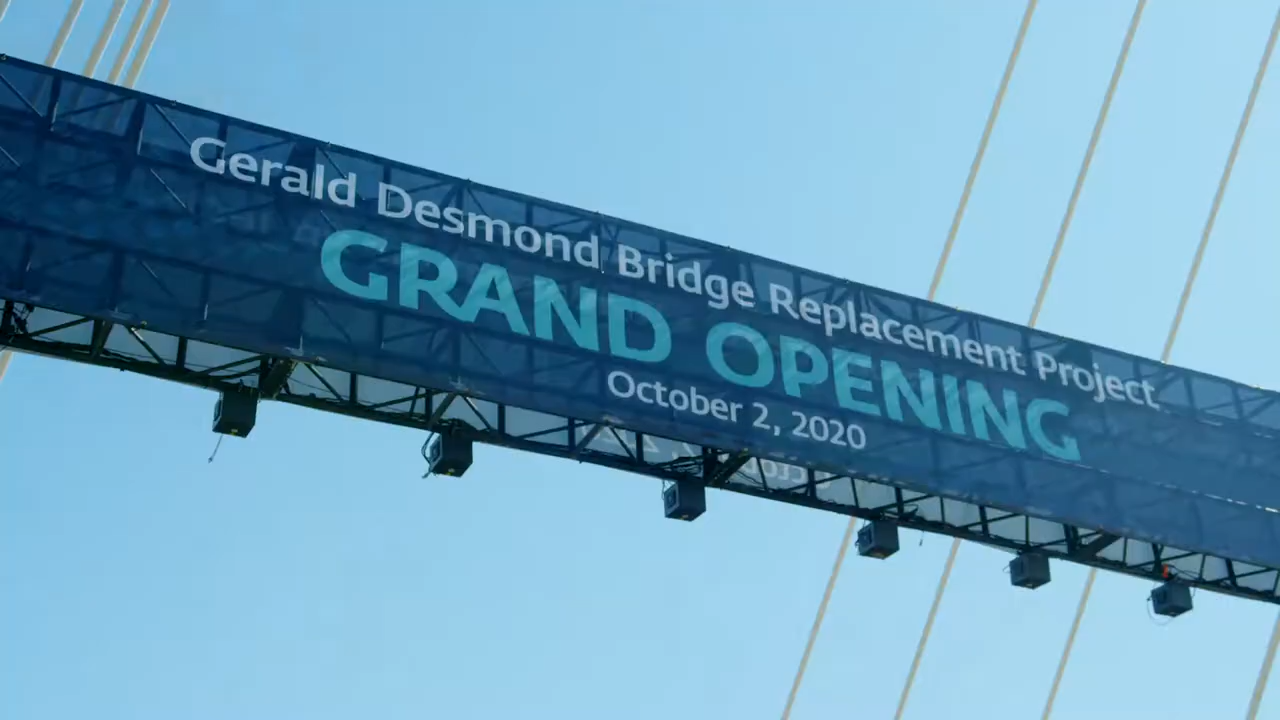 Gerald Desmond Bridge Replacement Project
GRAND OPENING
October 2, 2020